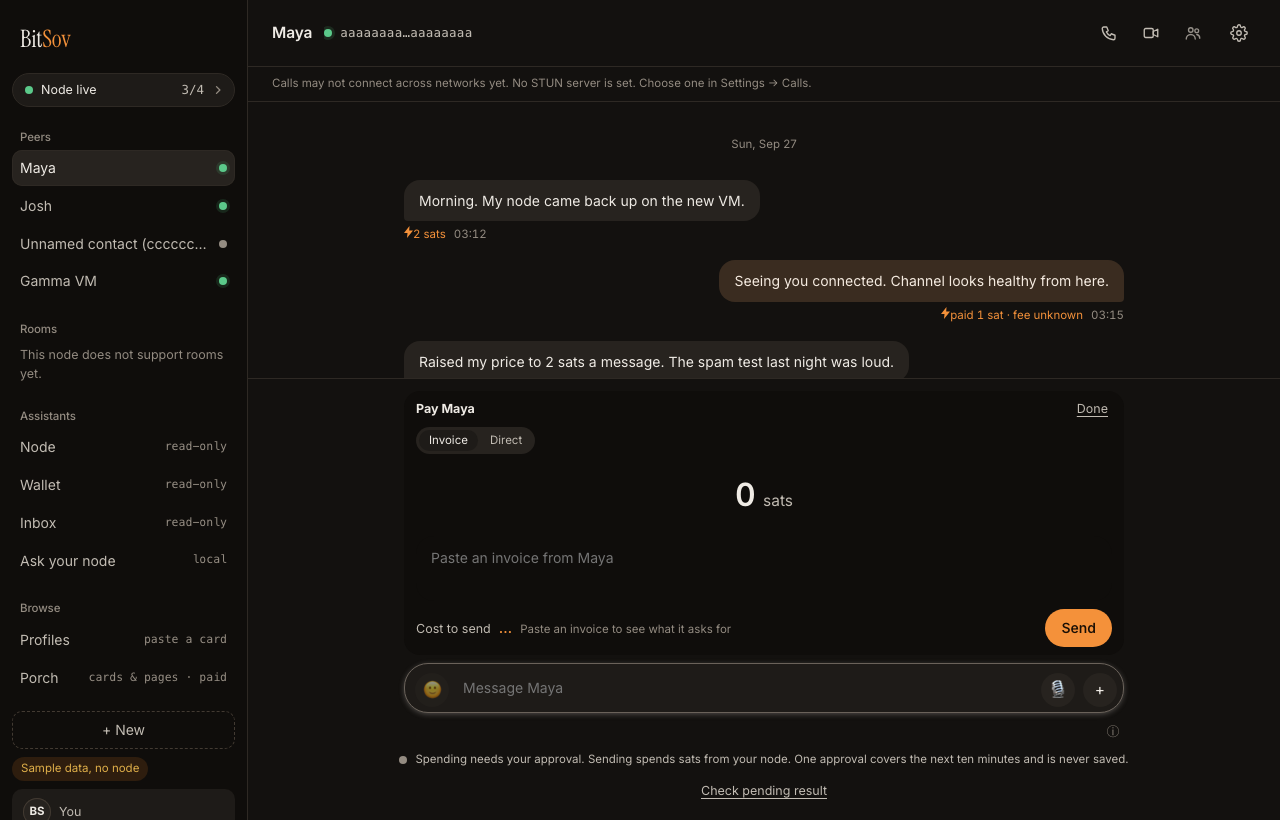 BitSov
Node live 3/4
Peers
Maya
Josh
Unnamed contact (cccccc...
Gamma VM
Rooms
This node does not support rooms
yet.
Assistants
Node read-only
Wallet read-only
Inbox read-only
Ask your node local
Browse
Profiles paste a card
Porch cards & pages · paid
+ New
Sample data, no node
BS You
Maya aaaaaaaa…aaaaaaaa
Calls may not connect across networks yet. No STUN server is set. Choose one in Settings → Calls.
Sun, Sep 27
Morning. My node came back up on the new VM.
2 sats 03:12
Seeing you connected. Channel looks healthy from here.
paid 1 sat · fee unknown 03:15
Raised my price to 2 sats a message. The spam test last night was loud.
Pay Maya Done
Invoice Direct
0 sats
Paste an invoice from Maya
Cost to send ... Paste an invoice to see what it asks for Send
Message Maya +
Spending needs your approval. Sending spends sats from your node. One approval covers the next ten minutes and is never saved.
Check pending result